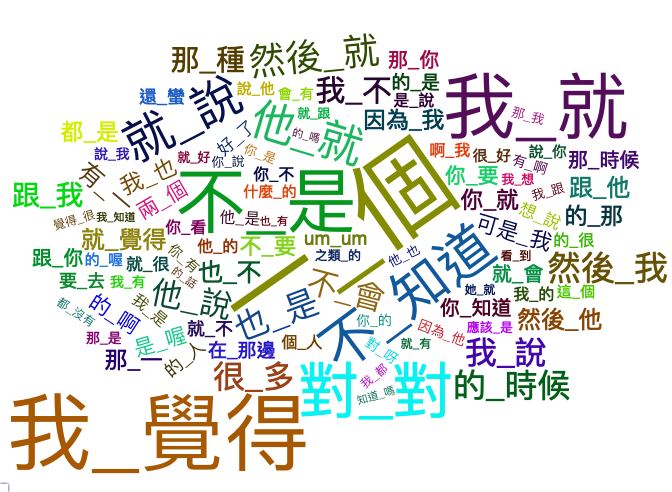 那_種
然後_就
那_你
我_不
的_是
我_就
還_蠻
說_他
會_有
是_說
就_說
他_就
就_跟
因為_我
那_我
都_是
好_了
的_嗎
啊_我
很_好
說_你
說_我
就_好
你_說
你_是
有_啊
那_時候
有_一
我_也
不_是
一_個
你_不
你_要
我_想
跟_我
兩_個
什麼_的
你_就
我_跟
跟_他
覺得_很
我_知道
你_看
他_是
也_有
想_說
的_那
就_覺得
他_的
不_要
um_um
可是_我
的_很
跟_你
的_喔
就_很
你_有
也_不
之類_的
他_也
不_知道
看_到
就_會
然後_我
要_去
我_有
的_話
不_會
她_就
我_的
這_個
都_沒有
的_啊
我_是
他_說
也_是
你_的
你_知道
然後_他
那_是
是_喔
就_不
因為_他
應該_是
那_一
的_人
在_那邊
個_人
對_呀
就_有
我_說
很_多
對_對
我_都
知道_嗎
的_時候
我_覺得